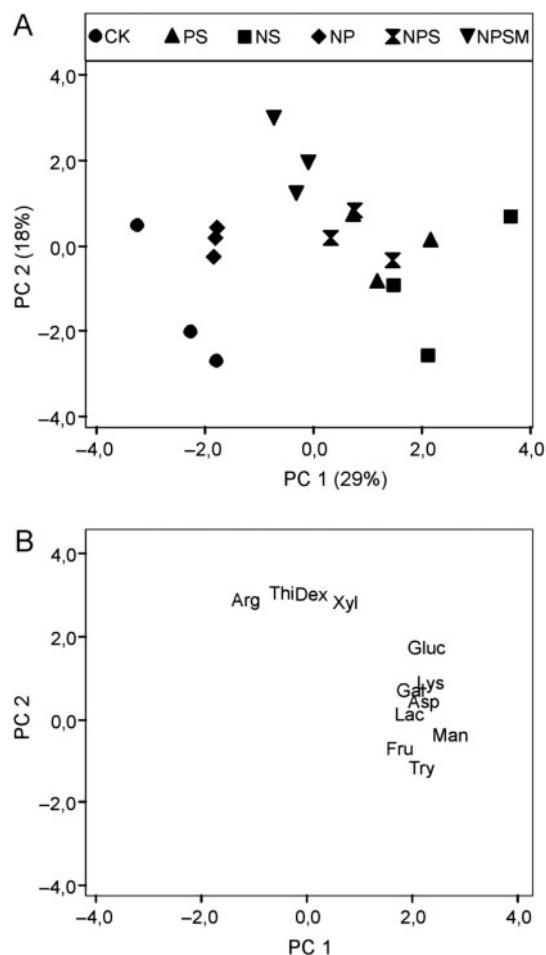 A
CK PS NS NP NPS NPSM
4,0
2,0
0,0
−2,0
−4,0
PC 2 (18%)
−4,0 −2,0 0,0 2,0 4,0
PC 1 (29%)
B
4,0
2,0
0,0
−2,0
−4,0
PC 2
Arg Thi Dex Xyl
Gluc
Lys
Gal
Asp
Lac
Man
Fru
Try
−4,0 −2,0 0,0 2,0 4,0
PC 1